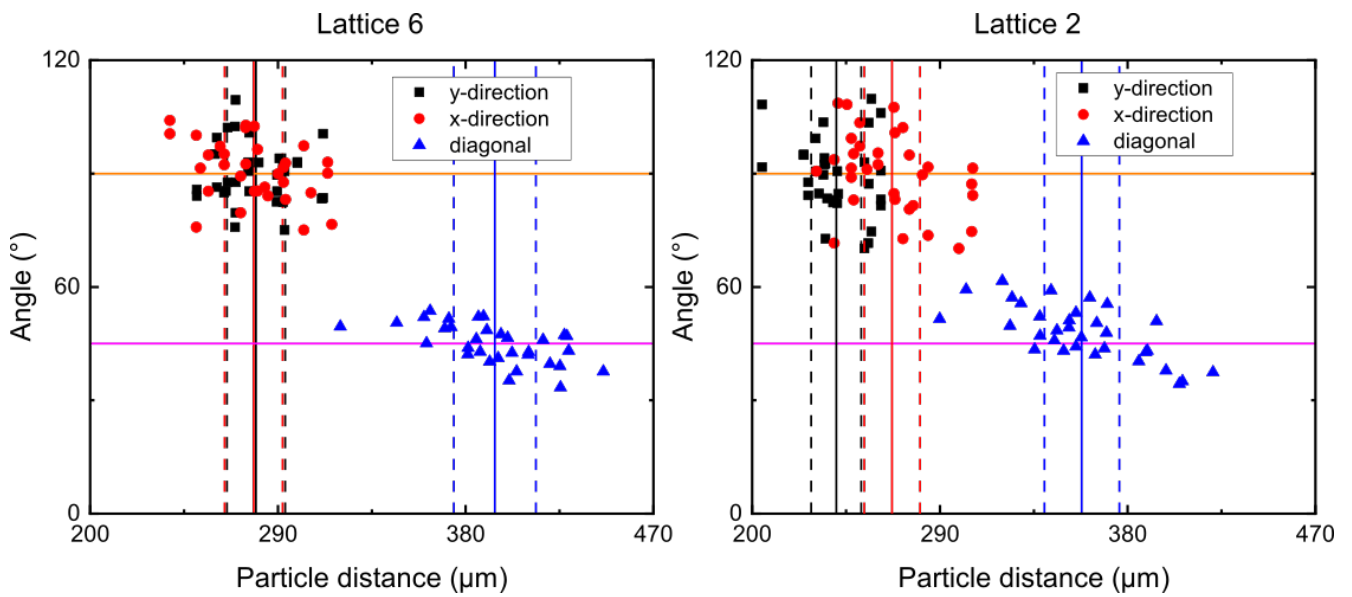 Lattice 6
120
60
0
Angle (°)
y-direction
x-direction
diagonal
200
290
380
470
Particle distance (µm)
Lattice 2
120
60
0
Angle (°)
y-direction
x-direction
diagonal
200
290
380
470
Particle distance (µm)